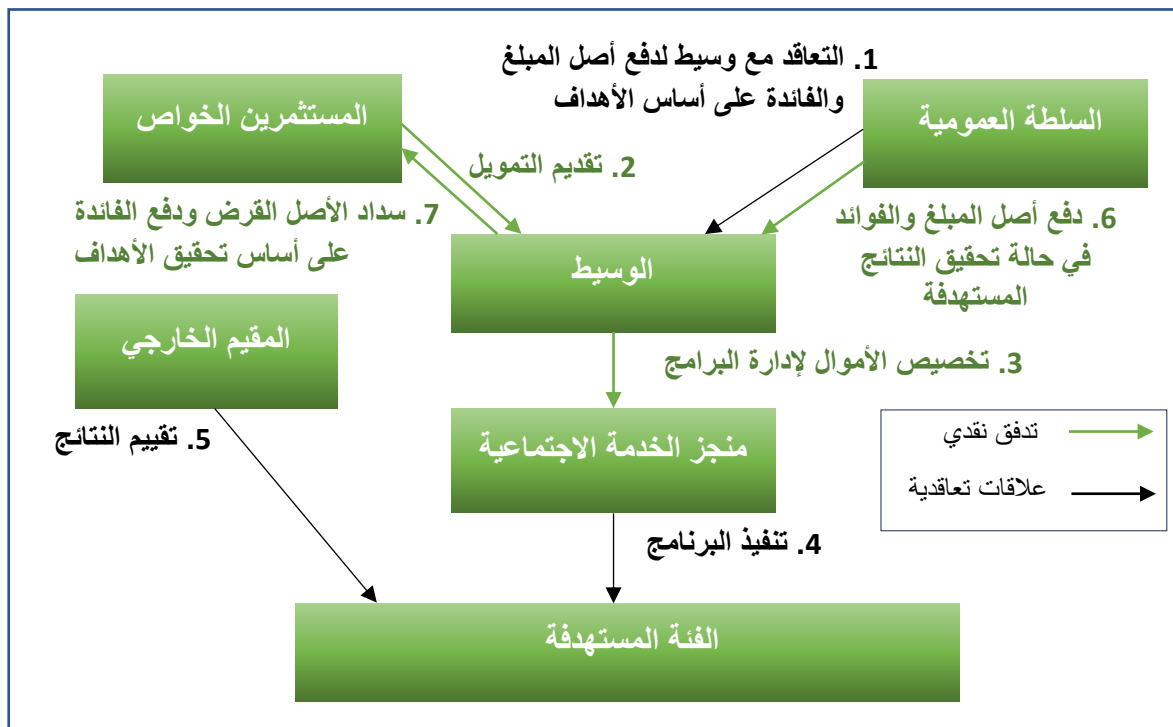 1. التعاقد مع وسيط لدفع أصل المبلغ
والفائدة على أساس الأهداف
السلطة العمومية
المستثمرين الخواص
2. تقديم التمويل
6. دفع أصل المبلغ والفوائد
في حالة تحقيق النتائج
المستهدفة
7. سداد الأصل القرض ودفع الفائدة
على أساس تحقيق الأهداف
الوسيط
المقيم الخارجي
3. تخصيص الأموال لإدارة البرامج
منجز الخدمة الاجتماعية
تدفق نقدي
علاقات تعاقدية
5. تقييم النتائج
4. تنفيذ البرنامج
الفئة المستهدفة